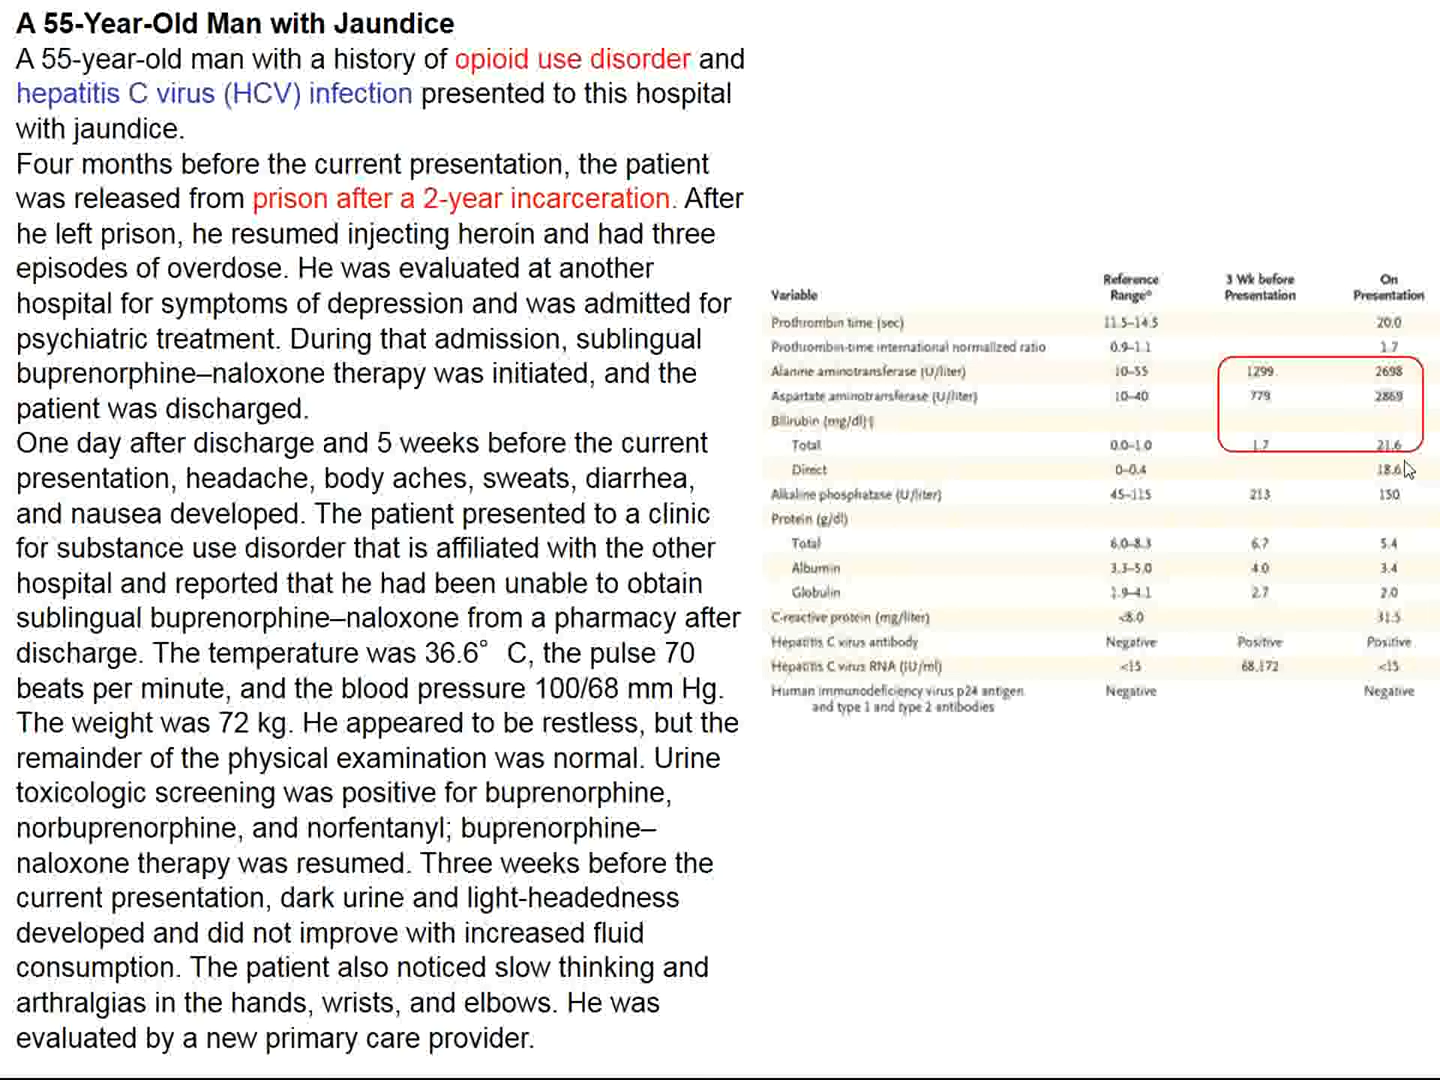 A 55-Year-Old Man with Jaundice
A 55-year-old man with a history of opioid use disorder and
hepatitis C virus (HCV) infection presented to this hospital
with jaundice.
Four months before the current presentation, the patient
was released from prison after a 2-year incarceration. After
he left prison, he resumed injecting heroin and had three
episodes of overdose. He was evaluated at another
hospital for symptoms of depression and was admitted for
psychiatric treatment. During that admission, sublingual
buprenorphine–naloxone therapy was initiated, and the
patient was discharged.
One day after discharge and 5 weeks before the current
presentation, headache, body aches, sweats, diarrhea,
and nausea developed. The patient presented to a clinic
for substance use disorder that is affiliated with the other
hospital and reported that he had been unable to obtain
sublingual buprenorphine–naloxone from a pharmacy after
discharge. The temperature was 36.6° C, the pulse 70
beats per minute, and the blood pressure 100/68 mm Hg.
The weight was 72 kg. He appeared to be restless, but the
remainder of the physical examination was normal. Urine
toxicologic screening was positive for buprenorphine,
norbuprenorphine, and norfentanyl; buprenorphine–
naloxone therapy was resumed. Three weeks before the
current presentation, dark urine and light-headedness
developed and did not improve with increased fluid
consumption. The patient also noticed slow thinking and
arthralgias in the hands, wrists, and elbows. He was
evaluated by a new primary care provider.
Variable Reference Range* 3 Wk before Presentation On Presentation
Prothrombin time (sec) 11.5–14.5 20.0
Prothrombin-time international normalized ratio 0.9–1.1 1.7
Alanine aminotransferase (U/liter) 10–55 1299 2698
Aspartate aminotransferase (U/liter) 10–40 779 2869
Bilirubin (mg/dl)
Total 0.0–1.0 1.7 21.6
Direct 0–0.4 18.6
Alkaline phosphatase (U/liter) 45–115 213 150
Protein (g/dl)
Total 6.0–8.3 6.7 5.4
Albumin 3.3–5.0 4.0 3.4
Globulin 1.9–4.1 2.7 2.0
C-reactive protein (mg/liter) <8.0 31.5
Hepatitis C virus antibody Negative Positive Positive
Hepatitis C virus RNA (IU/ml) <15 68,172 <15
Human immunodeficiency virus p24 antigen Negative Negative
and type 1 and type 2 antibodies